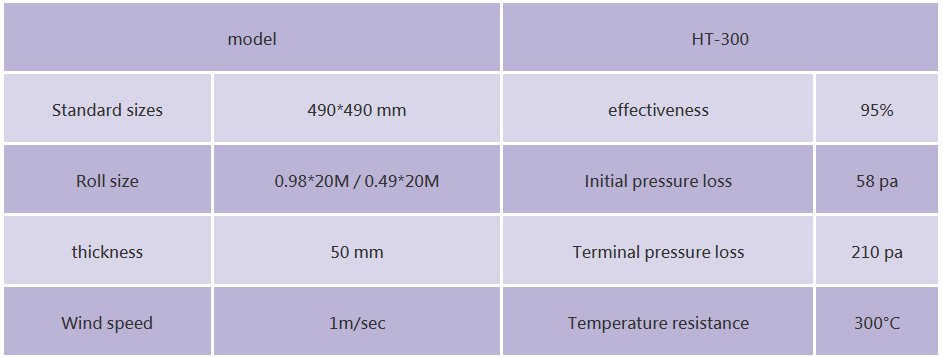 model HT-300
Standard sizes 490*490 mm effectiveness 95%
Roll size 0.98*20M / 0.49*20M Initial pressure loss 58 pa
thickness 50 mm Terminal pressure loss 210 pa
Wind speed 1m/sec Temperature resistance 300°C